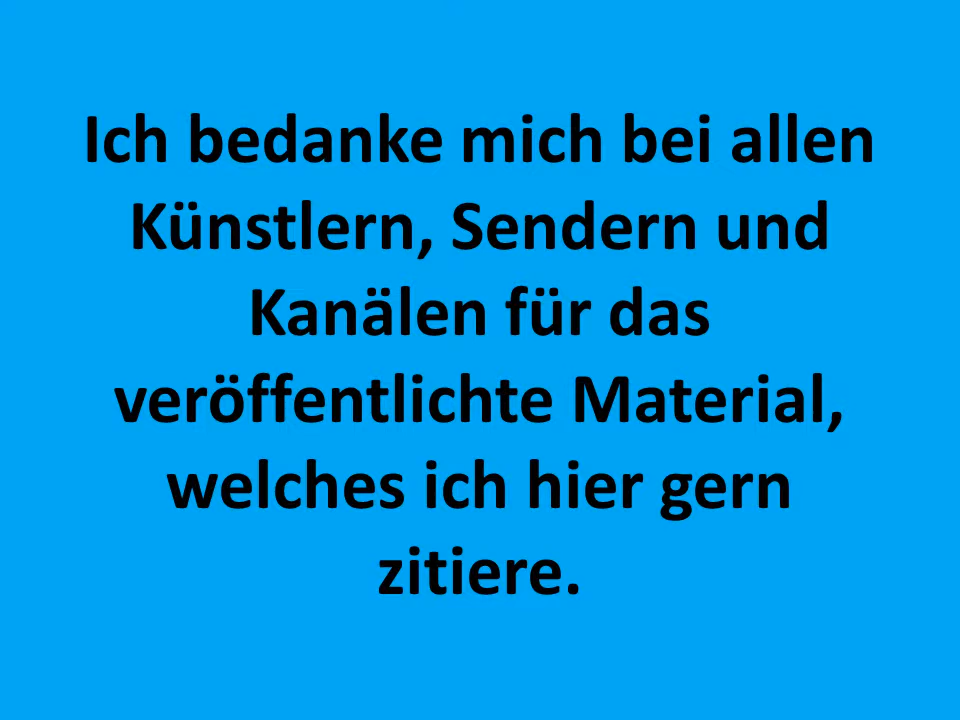 Ich bedanke mich bei allen
Künstlern, Sendern und
Kanälen für das
veröffentlichte Material,
welches ich hier gern
zitiere.